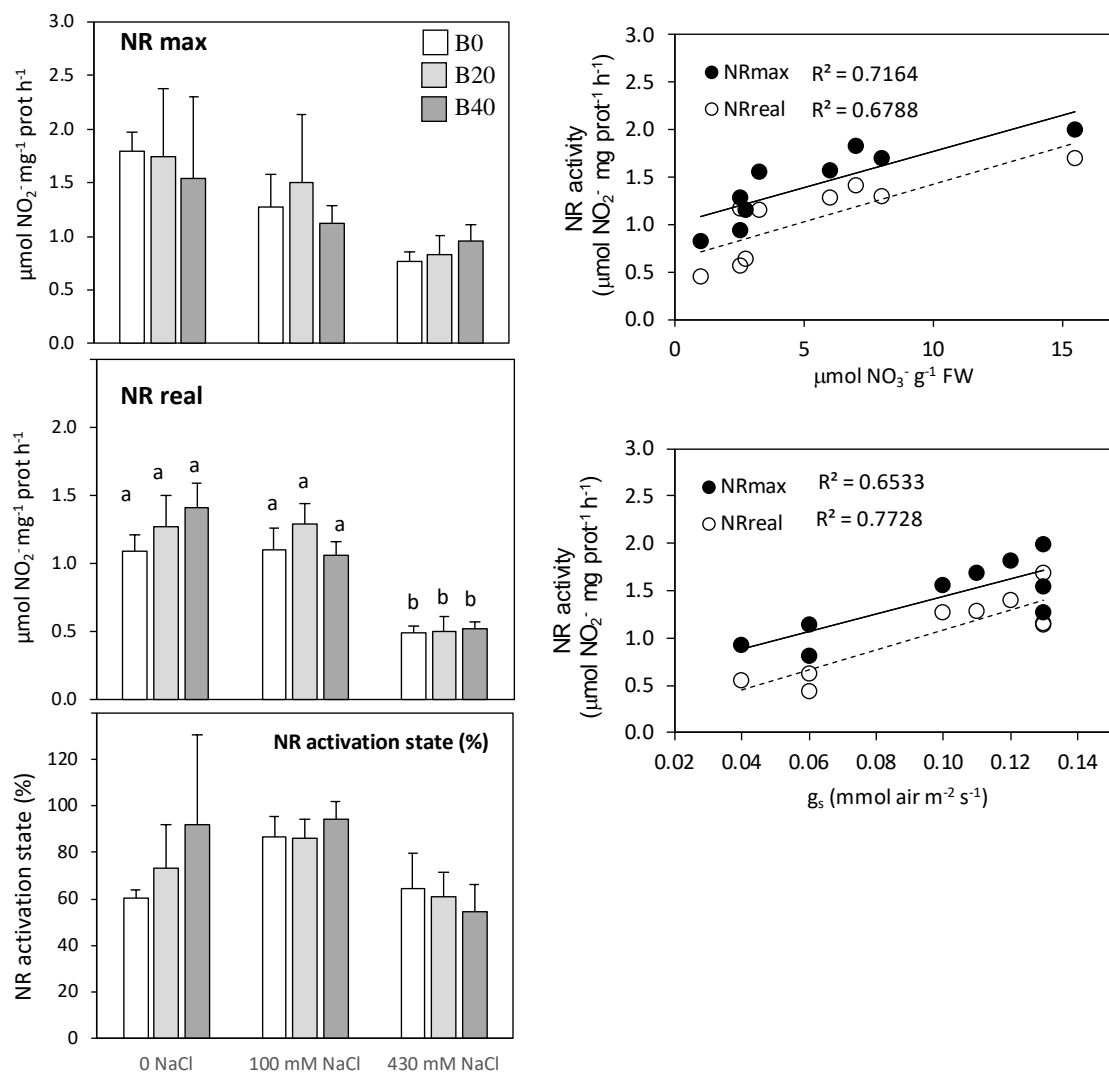 NR max
B0
B20
B40
3.0
2.5
2.0
1.5
1.0
0.5
0.0
µmol NO₂⁻ mg⁻¹ prot h⁻¹
NR real
2.0
1.5
1.0
0.5
0.0
µmol NO₂⁻ mg⁻¹ prot h⁻¹
a
a
a
a
a
a
b
b
b
NR activation state (%)
120
100
80
60
40
20
0
NR activation state (%)
0 NaCl
100 mM NaCl
430 mM NaCl
NRmax R² = 0.7164
NRreal R² = 0.6788
3.0
2.5
2.0
1.5
1.0
0.5
0.0
NR activity
(µmol NO₂⁻ mg prot⁻¹ h⁻¹)
0 5 10 15
µmol NO₃⁻ g⁻¹ FW
NRmax R² = 0.6533
NRreal R² = 0.7728
3.0
2.5
2.0
1.5
1.0
0.5
0.0
NR activity
(µmol NO₂⁻ mg prot⁻¹ h⁻¹)
0.02 0.04 0.06 0.08 0.10 0.12 0.14
gₛ (mmol air m⁻² s⁻¹)